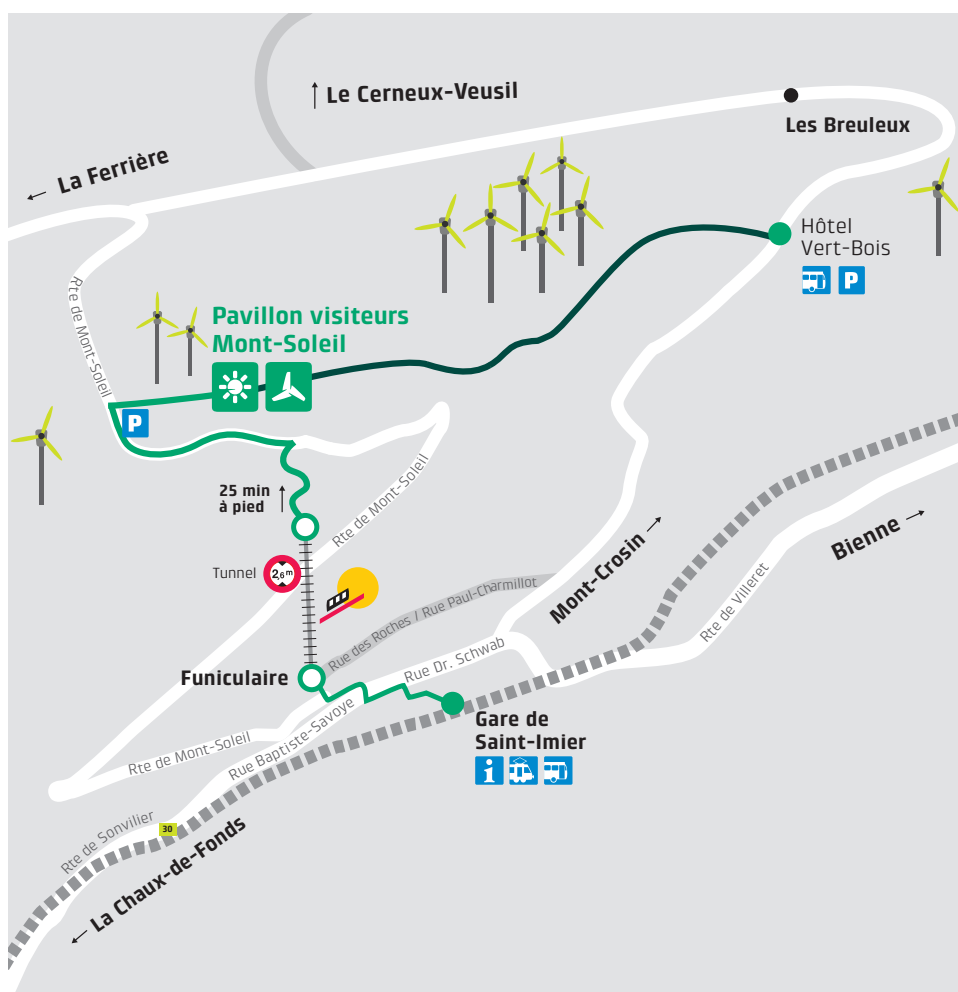 Le Cerneux-Veusil
Les Breuleux
La Ferrière
Hôtel
Vert-Bois
P
Rte de Mont-Soleil
Pavillon visiteurs
Mont-Soleil
P
25 min
à pied
Rte de Mont-Soleil
Tunnel
2,6 m
Mont-Crosin
Bienne
Rte de Villeret
Rue des Roches / Rue Paul-Charmillot
Funiculaire
Rue Dr. Schwab
Gare de
Saint-Imier
i
Rte de Mont-Soleil
Rue Baptiste-Savoye
30
Rte de Sonvilier
La Chaux-de-Fonds